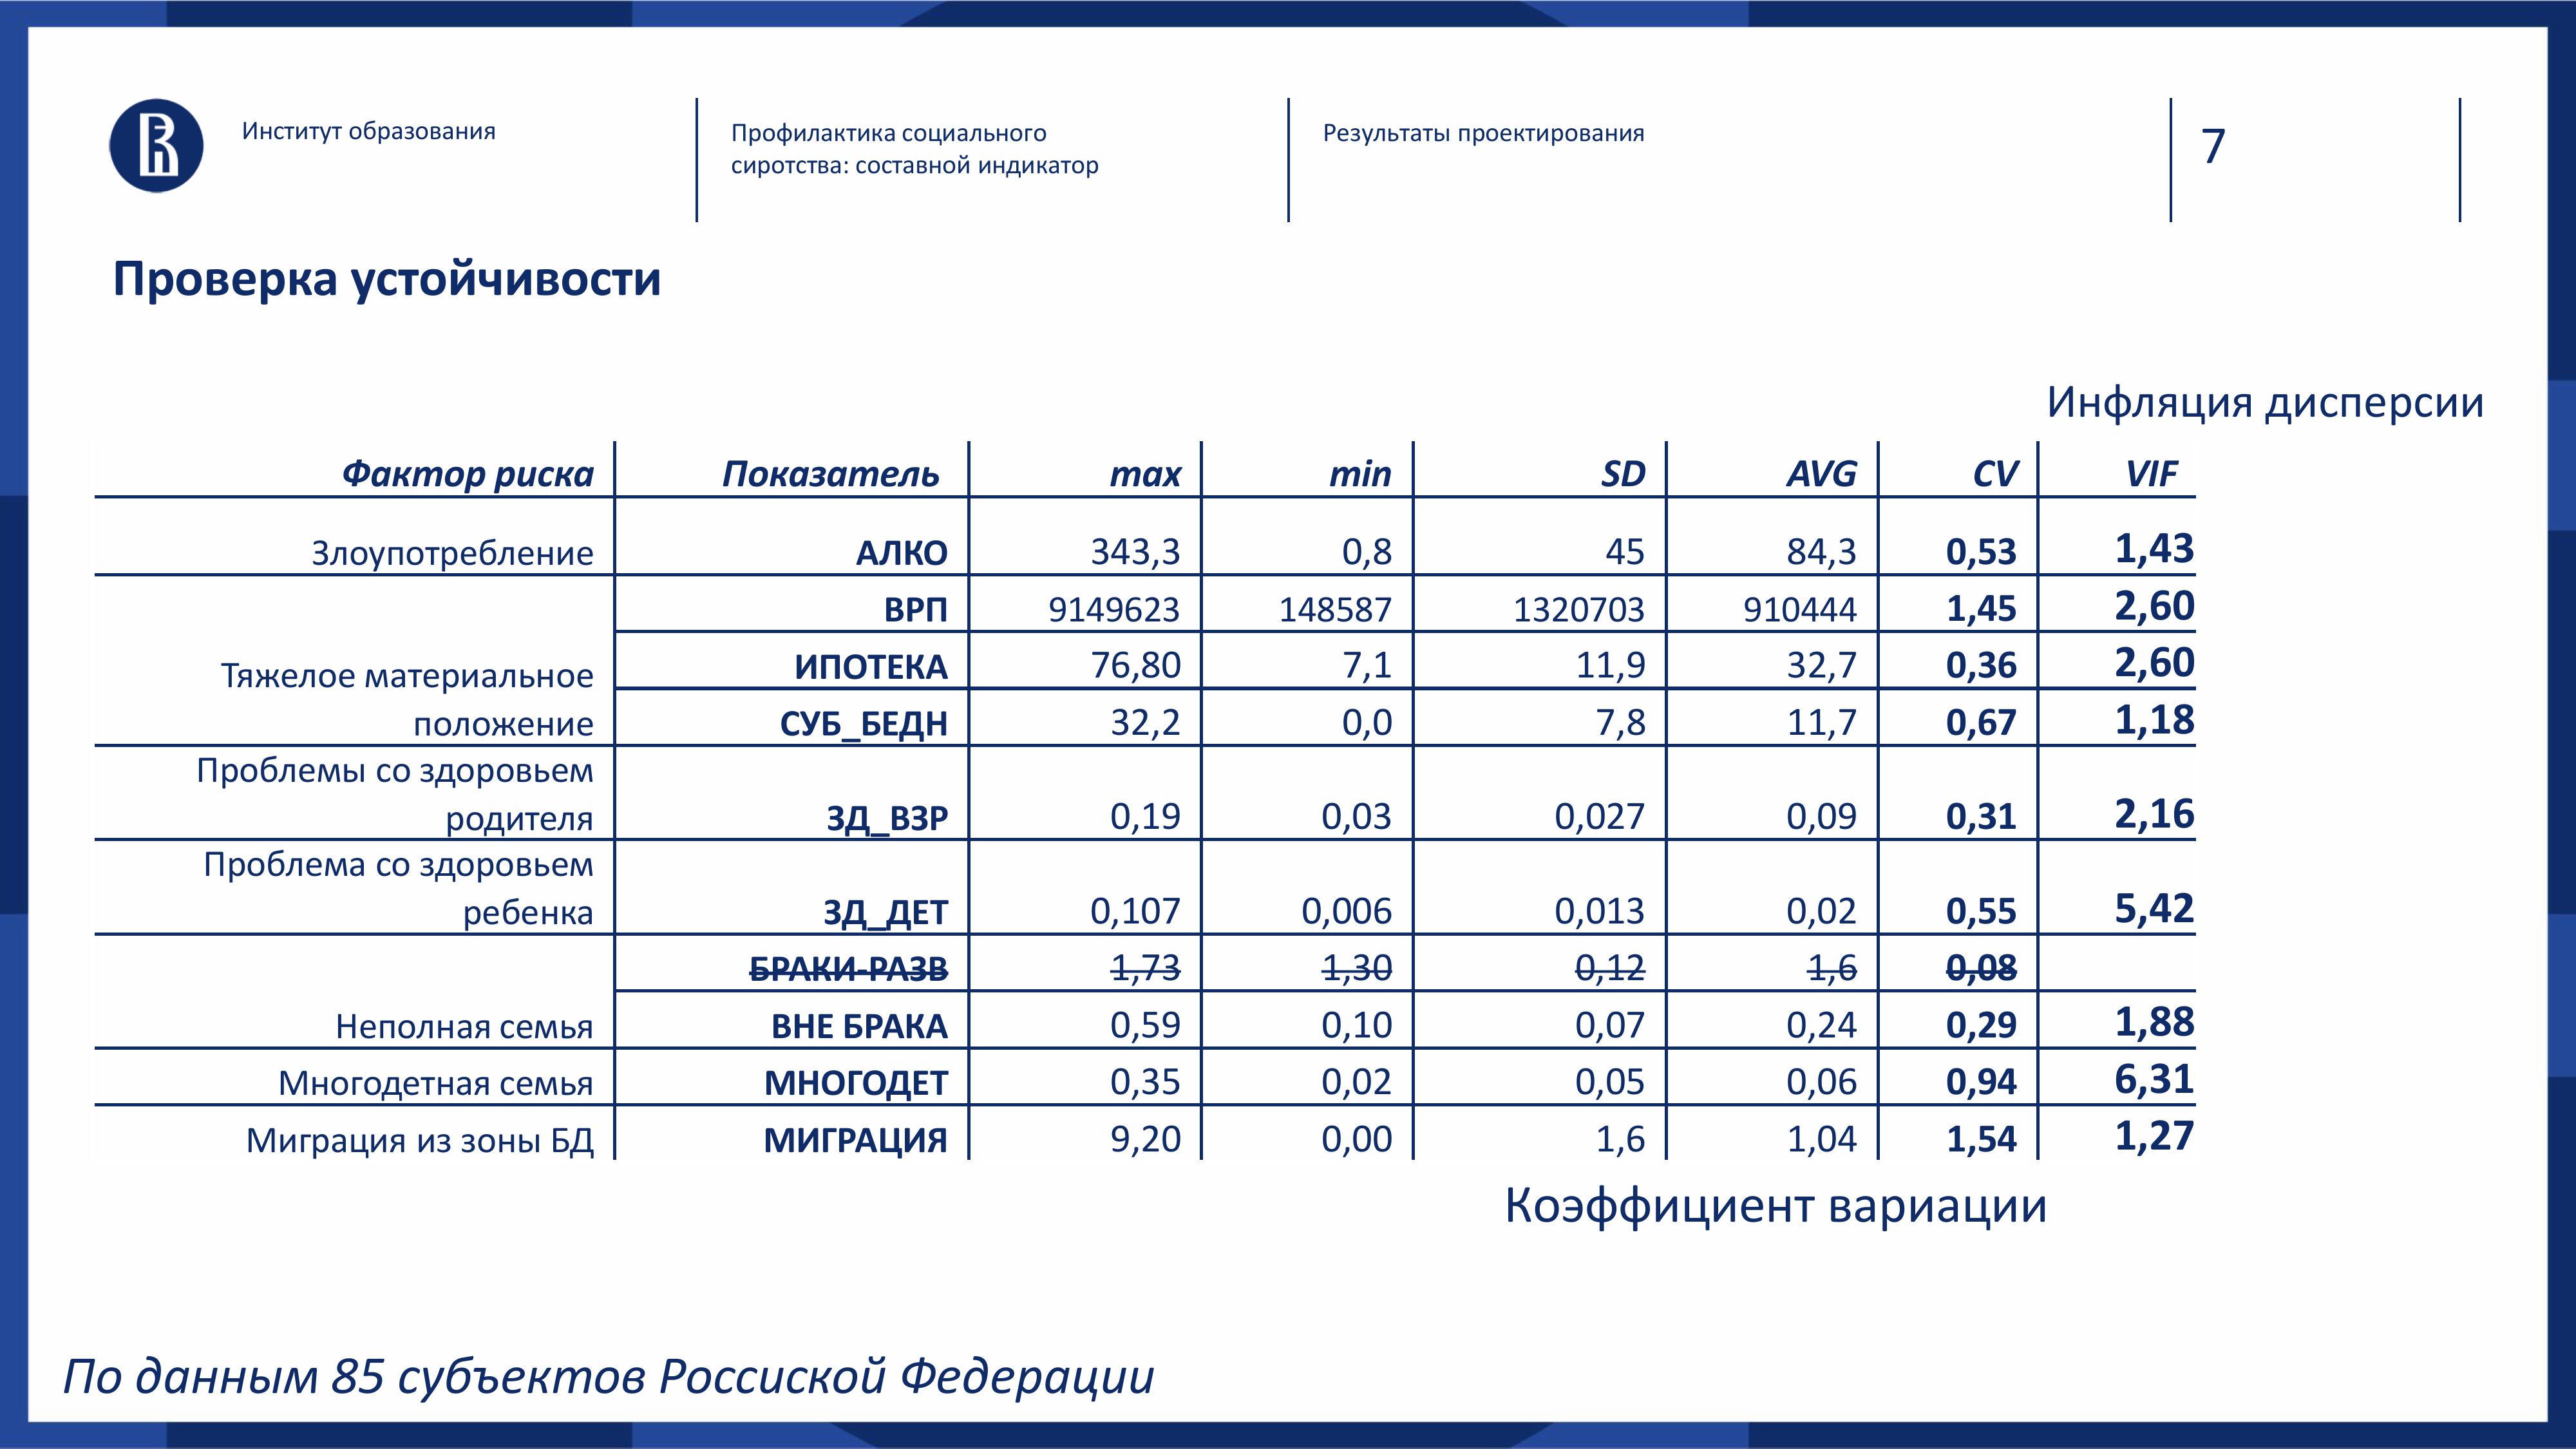 Институт образования
Профилактика социального
сиротства: составной индикатор
Результаты проектирования
7
Проверка устойчивости
Инфляция дисперсии
Фактор риска Показатель max min SD AVG CV VIF
Злоупотребление АЛКО 343,3 0,8 45 84,3 0,53 1,43
ВРП 9149623 148587 1320703 910444 1,45 2,60
Тяжелое материальное
положение
ИПОТЕКА 76,80 7,1 11,9 32,7 0,36 2,60
СУБ_БЕДН 32,2 0,0 7,8 11,7 0,67 1,18
Проблемы со здоровьем
родителя ЗД_ВЗР 0,19 0,03 0,027 0,09 0,31 2,16
Проблема со здоровьем
ребенка ЗД_ДЕТ 0,107 0,006 0,013 0,02 0,55 5,42
БРАКИ-РАЗВ 1,73 1,30 0,12 1,6 0,08
Неполная семья ВНЕ БРАКА 0,59 0,10 0,07 0,24 0,29 1,88
Многодетная семья МНОГОДЕТ 0,35 0,02 0,05 0,06 0,94 6,31
Миграция из зоны БД МИГРАЦИЯ 9,20 0,00 1,6 1,04 1,54 1,27
Коэффициент вариации
По данным 85 субъектов Россиской Федерации